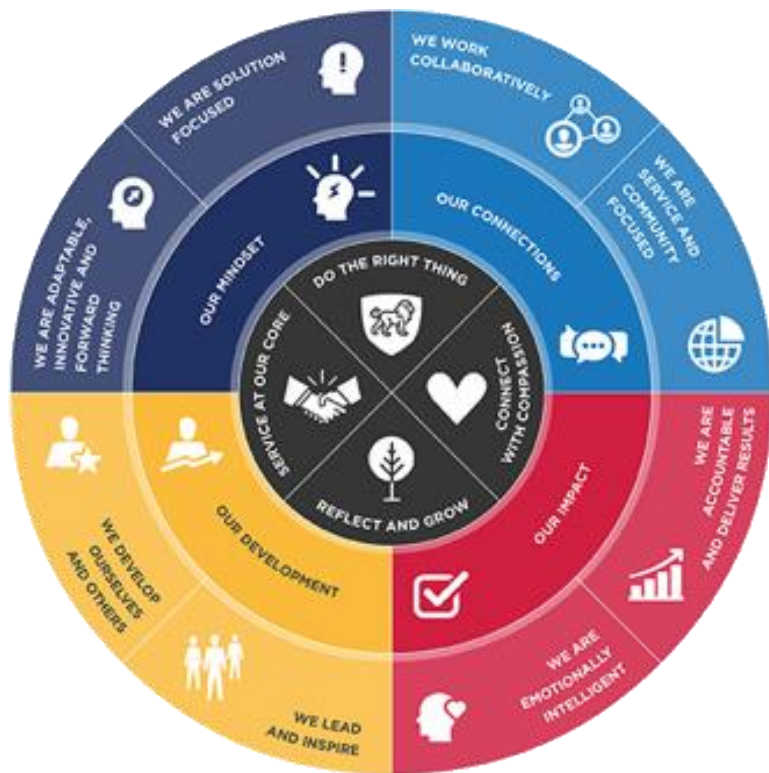 WE ARE SOLUTION
FOCUSED
WE WORK
COLLABORATIVELY
WE ARE ADAPTABLE,
INNOVATIVE AND
FORWARD
THINKING
WE ARE
SERVICE AND
COMMUNITY
FOCUSED
OUR MINDSET
OUR CONNECTIONS
DO THE RIGHT THING
SERVICE AT OUR CORE
CONNECT
WITH COMPASSION
REFLECT AND GROW
OUR DEVELOPMENT
OUR IMPACT
WE ARE
ACCOUNTABLE
AND DELIVER RESULTS
WE DEVELOP
OURSELVES
AND OTHERS
WE LEAD
AND INSPIRE
WE ARE
EMOTIONALLY
INTELLIGENT